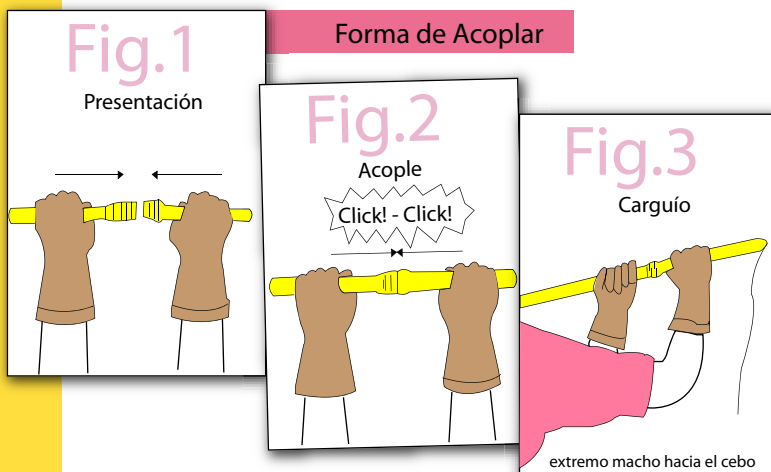 Forma de Acoplar
Fig.1
Presentación
Fig.2
Acople
Click! - Click!
Fig.3
Carguío
extremo macho hacia el cebo